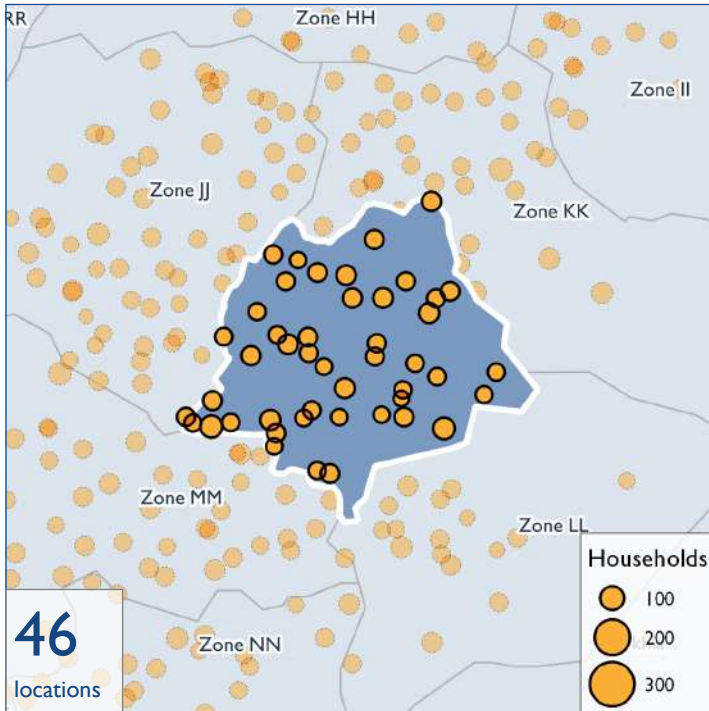 RR
Zone HH
Zone II
Zone JJ
Zone KK
Zone MM
Zone LL
Households
100
200
300
Zone NN
46
locations